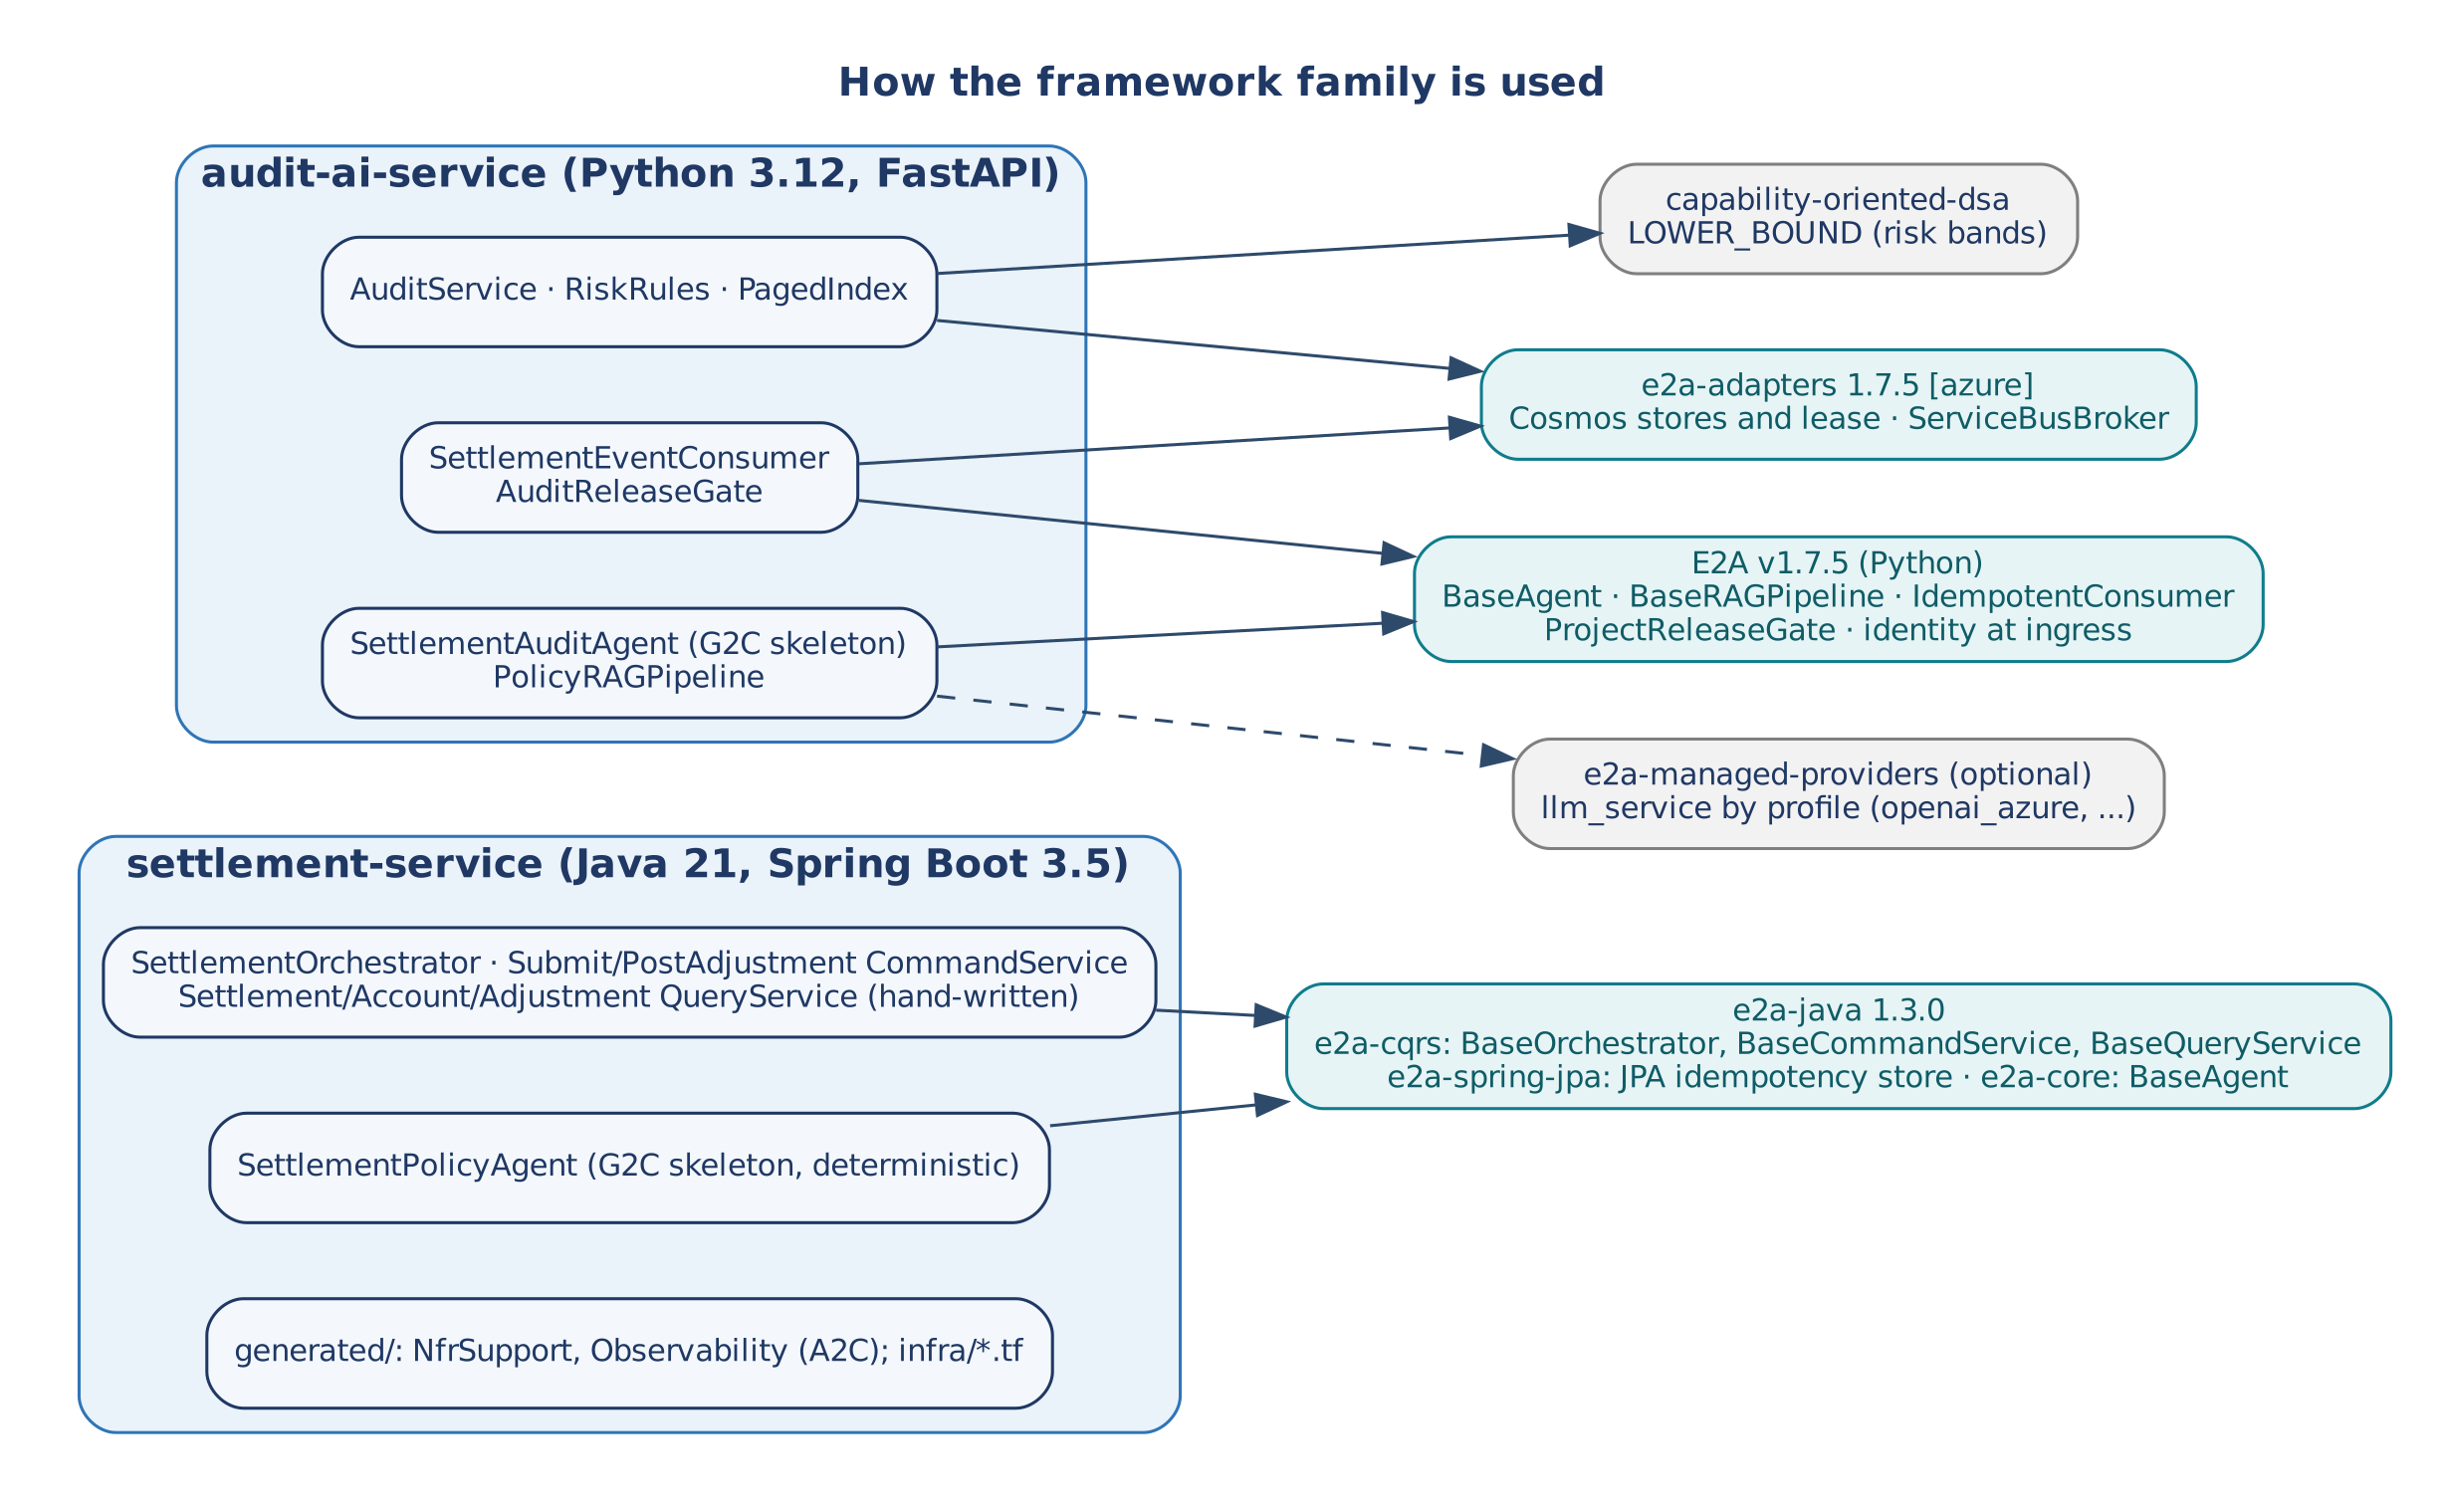 How the framework family is used
audit-ai-service (Python 3.12, FastAPI)
AuditService · RiskRules · PagedIndex
SettlementEventConsumer
AuditReleaseGate
SettlementAuditAgent (G2C skeleton)
PolicyRAGPipeline
capability-oriented-dsa
LOWER_BOUND (risk bands)
e2a-adapters 1.7.5 [azure]
Cosmos stores and lease · ServiceBusBroker
E2A v1.7.5 (Python)
BaseAgent · BaseRAGPipeline · IdempotentConsumer
ProjectReleaseGate · identity at ingress
e2a-managed-providers (optional)
llm_service by profile (openai_azure, ...)
settlement-service (Java 21, Spring Boot 3.5)
SettlementOrchestrator · Submit/PostAdjustment CommandService
Settlement/Account/Adjustment QueryService (hand-written)
SettlementPolicyAgent (G2C skeleton, deterministic)
generated/: NfrSupport, Observability (A2C); infra/*.tf
e2a-java 1.3.0
e2a-cqrs: BaseOrchestrator, BaseCommandService, BaseQueryService
e2a-spring-jpa: JPA idempotency store · e2a-core: BaseAgent